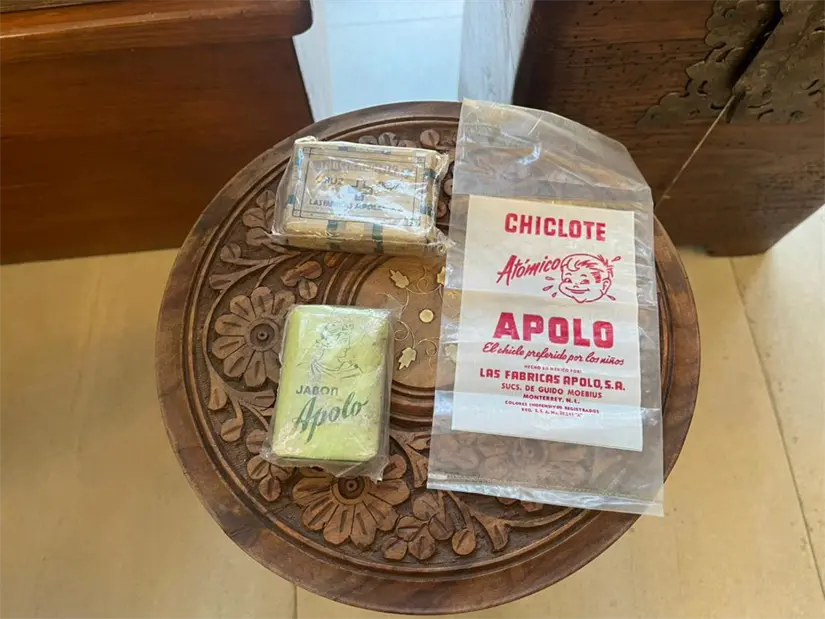 LAS FABRICAS APOLO
JABON
Apolo
CHICLOTE
Atómico
APOLO
El chicle preferido por los niños
HECHO EN MEXICO POR:
LAS FABRICAS APOLO, S.A.
SUCS. DE GUIDO MOEBIUS
MONTERREY, N.L.
COLORES INOFENSIVOS REGISTRADOS